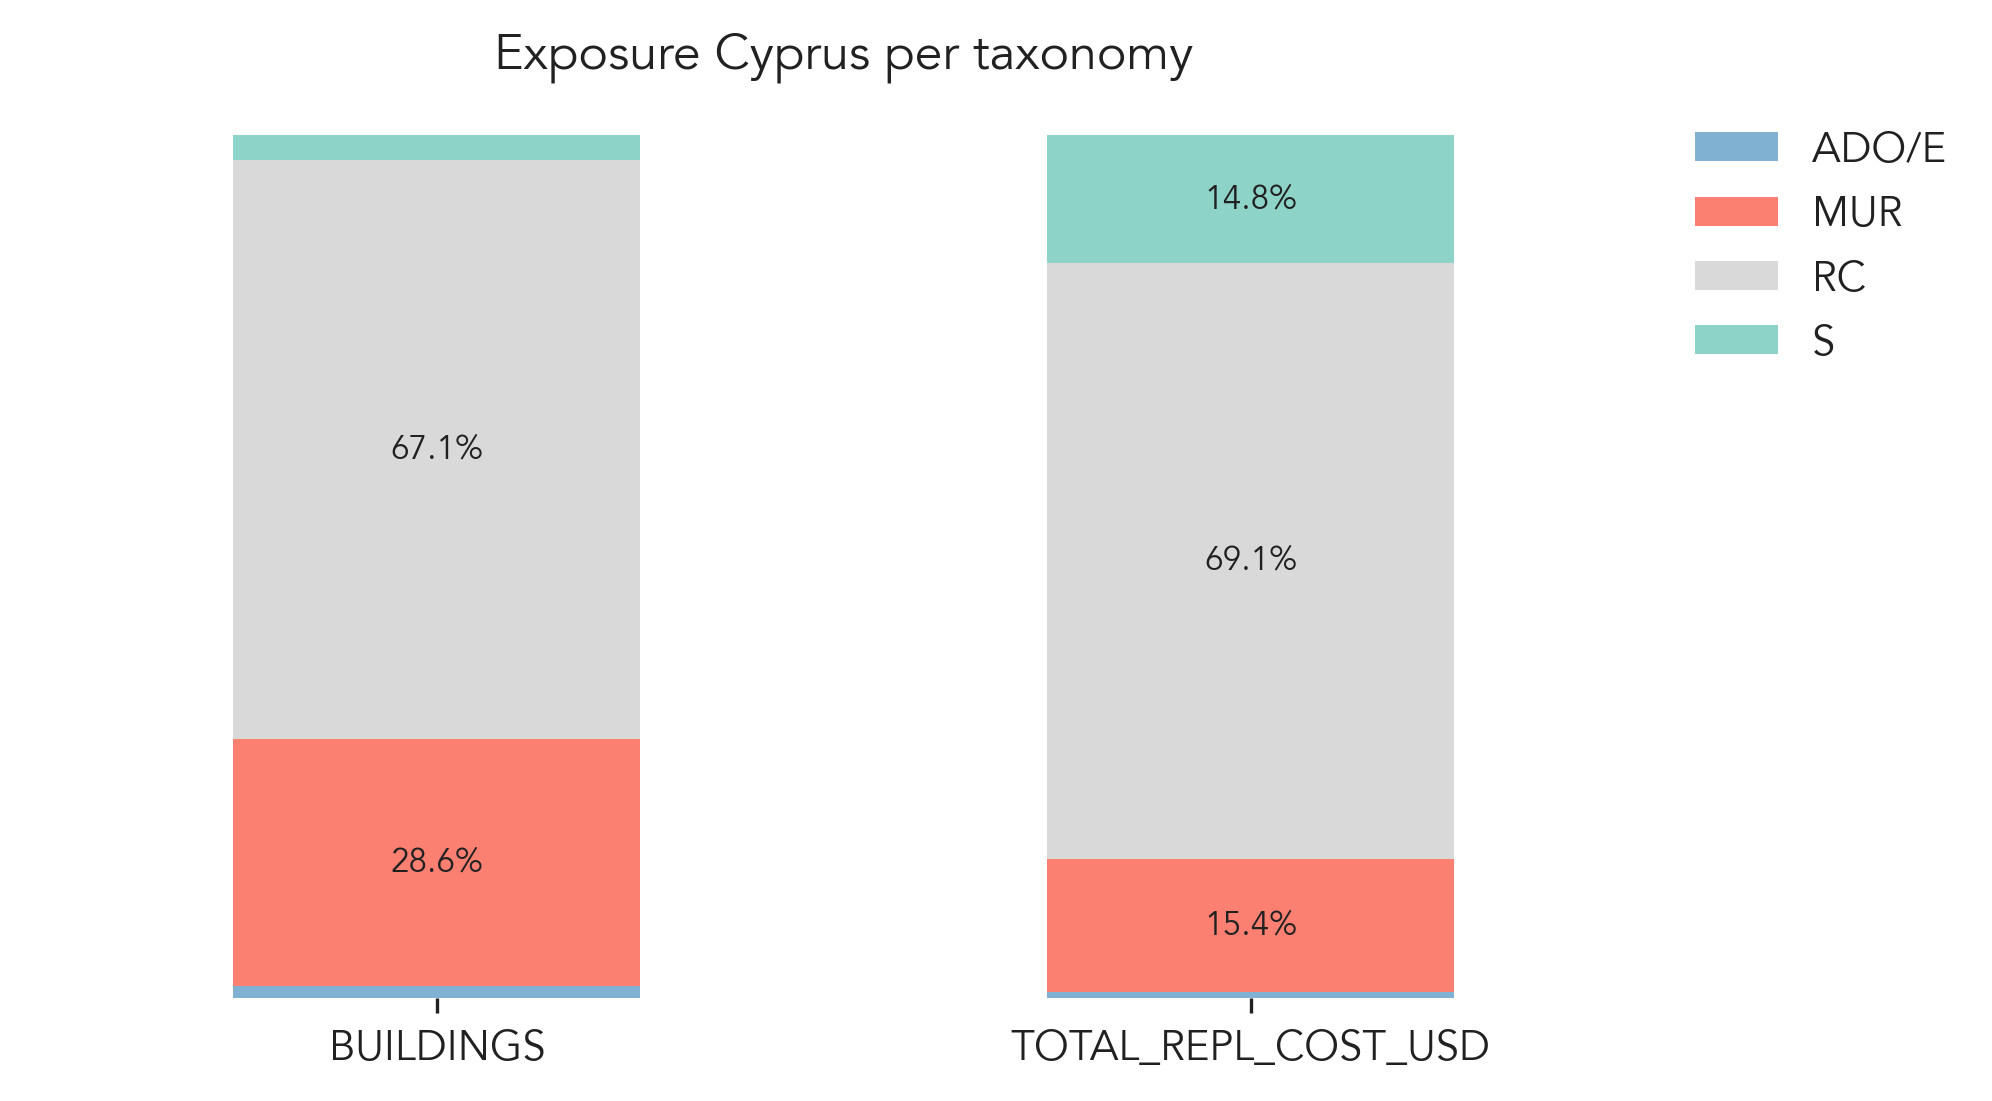 Exposure Cyprus per taxonomy
ADO/E
MUR
RC
S
67.1%
28.6%
14.8%
69.1%
15.4%
BUILDINGS
TOTAL_REPL_COST_USD